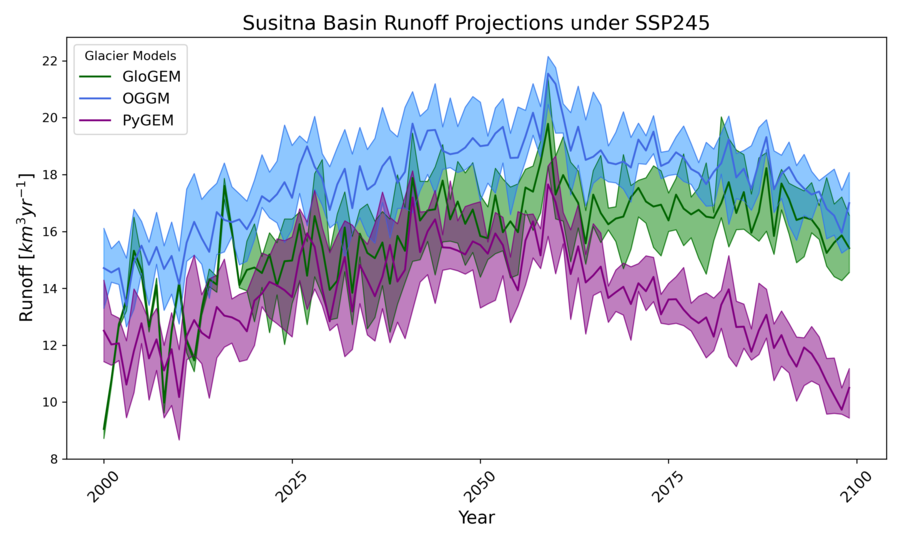 Susitna Basin Runoff Projections under SSP245
Glacier Models
GloGEM
OGGM
PyGEM
Runoff [km³yr⁻¹]
22
20
18
16
14
12
10
8
2000
2025
2050
2075
2100
Year